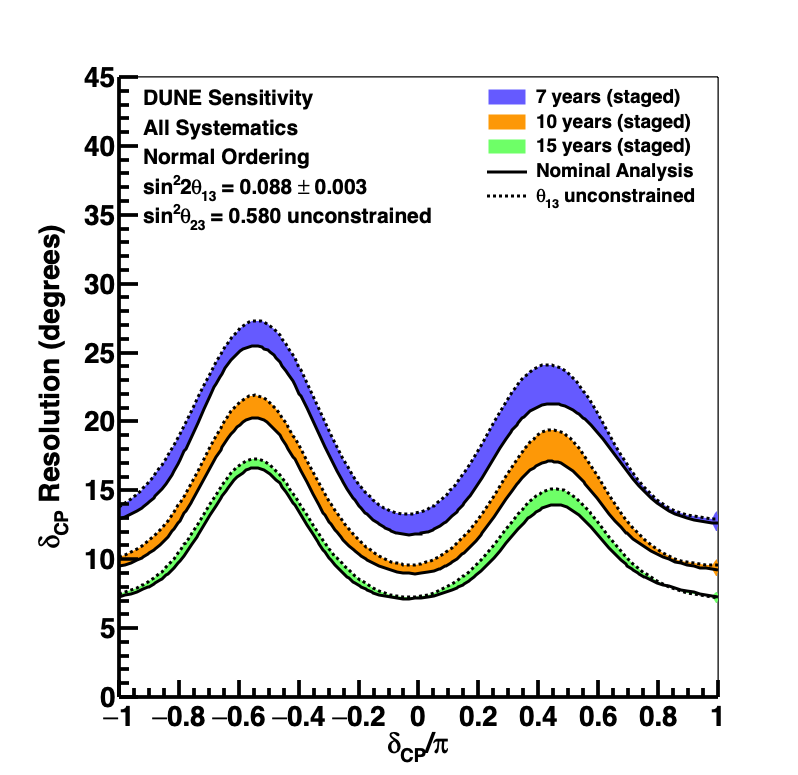 45
40
35
30
25
20
15
10
5
0
δCP Resolution (degrees)
DUNE Sensitivity
All Systematics
Normal Ordering
sin²2θ₁₃ = 0.088 ± 0.003
sin²θ₂₃ = 0.580 unconstrained
7 years (staged)
10 years (staged)
15 years (staged)
Nominal Analysis
θ₁₃ unconstrained
−1 −0.8 −0.6 −0.4 −0.2 0 0.2 0.4 0.6 0.8 1
δCP/π